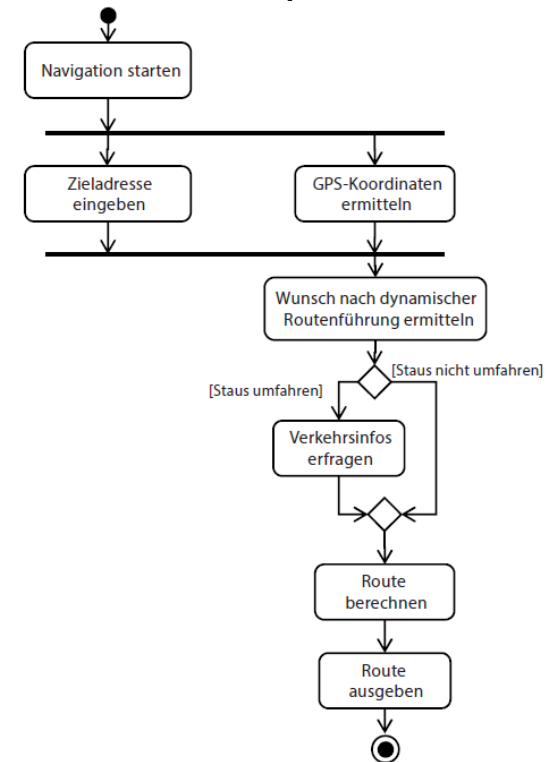 Navigation starten
Zieladresse
eingeben
GPS-Koordinaten
ermitteln
Wunsch nach dynamischer
Routenführung ermitteln
[Staus nicht umfahren]
[Staus umfahren]
Verkehrsinfos
erfragen
Route
berechnen
Route
ausgeben